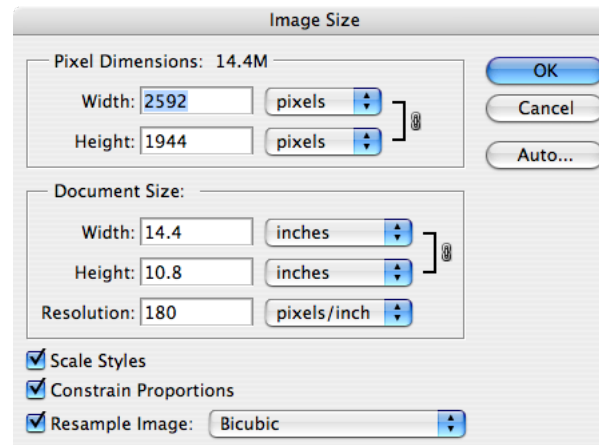 Image Size
Pixel Dimensions: 14.4M
OK
Width: 2592 pixels
Cancel
Height: 1944 pixels
Auto...
Document Size:
Width: 14.4 inches
Height: 10.8 inches
Resolution: 180 pixels/inch
Scale Styles
Constrain Proportions
Resample Image: Bicubic